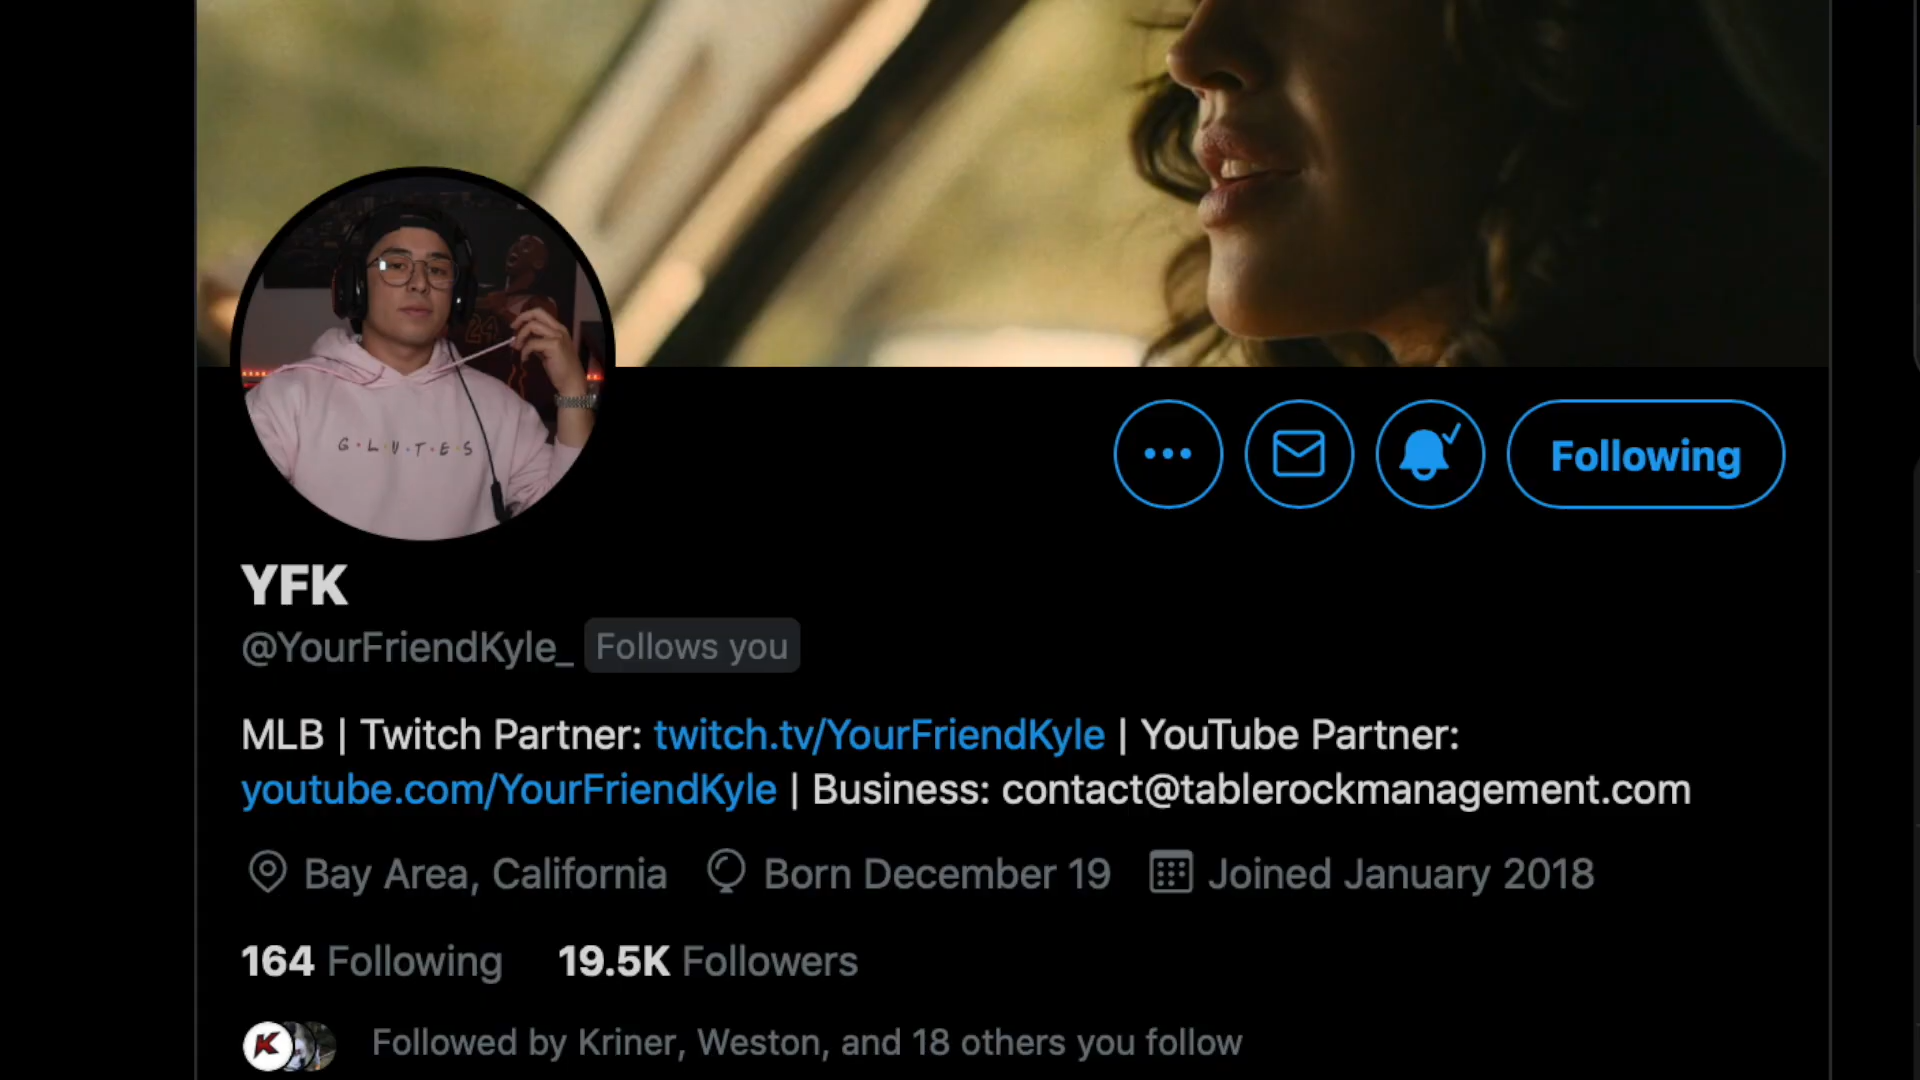 24
G·L·U·T·E·S
Following
YFK
@YourFriendKyle_ Follows you
MLB | Twitch Partner: twitch.tv/YourFriendKyle | YouTube Partner:
youtube.com/YourFriendKyle | Business: contact@tablerockmanagement.com
Bay Area, California Born December 19 Joined January 2018
164 Following 19.5K Followers
K
Followed by Kriner, Weston, and 18 others you follow